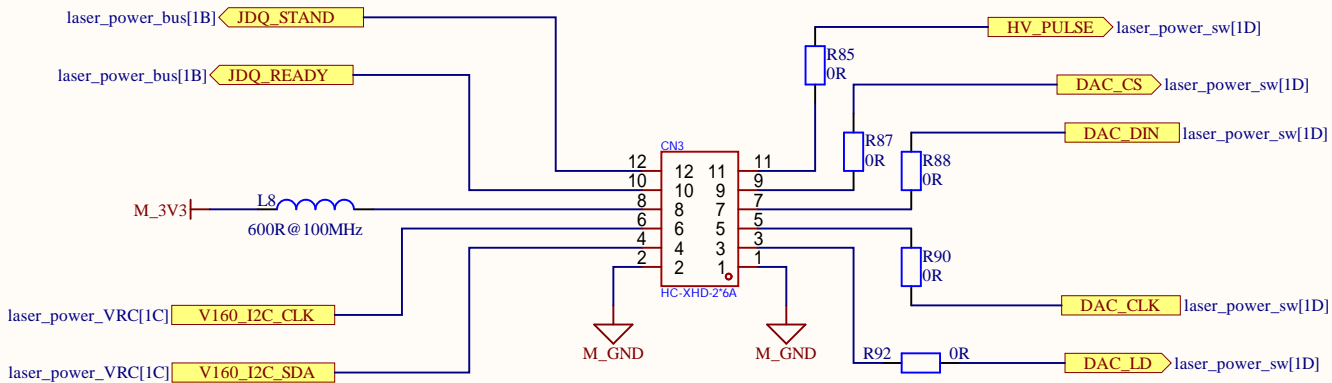 laser_power_bus[1B] JDQ_STAND
HV_PULSE laser_power_sw[1D]
R85
0R
laser_power_bus[1B] JDQ_READY
DAC_CS laser_power_sw[1D]
DAC_DIN laser_power_sw[1D]
R87
0R
R88
0R
CN3
12 12 11 11
10 10 9 9
M_3V3 L8 8 8 7 7
600R@100MHz
6 6 5 5
4 4 3 3
2 2 1 1
R90
0R
HC-XHD-2*6A
laser_power_VRC[1C] V160_I2C_CLK
DAC_CLK laser_power_sw[1D]
M_GND M_GND
R92 0R DAC_LD laser_power_sw[1D]
laser_power_VRC[1C] V160_I2C_SDA